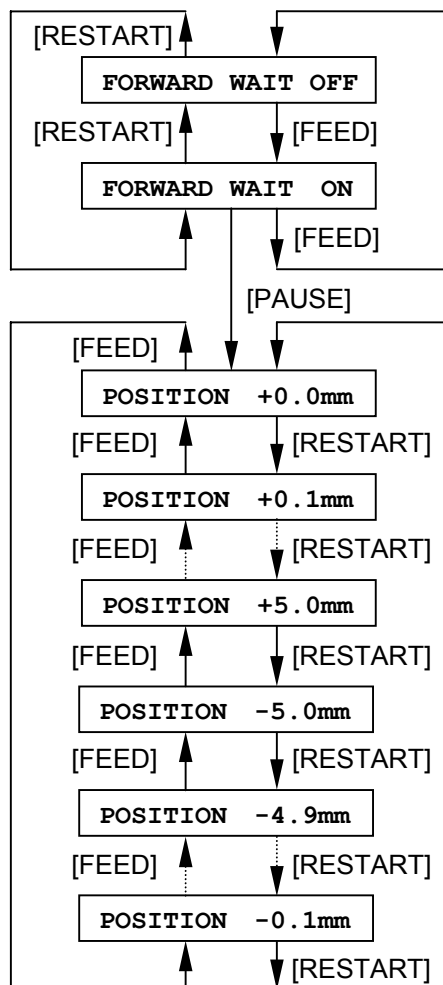 [RESTART]
FORWARD WAIT OFF
[RESTART] [FEED]
FORWARD WAIT ON
[FEED]
[PAUSE]
[FEED]
POSITION +0.0mm
[FEED] [RESTART]
POSITION +0.1mm
[FEED] [RESTART]
POSITION +5.0mm
[FEED] [RESTART]
POSITION -5.0mm
[FEED] [RESTART]
POSITION -4.9mm
[FEED] [RESTART]
POSITION -0.1mm
[RESTART]